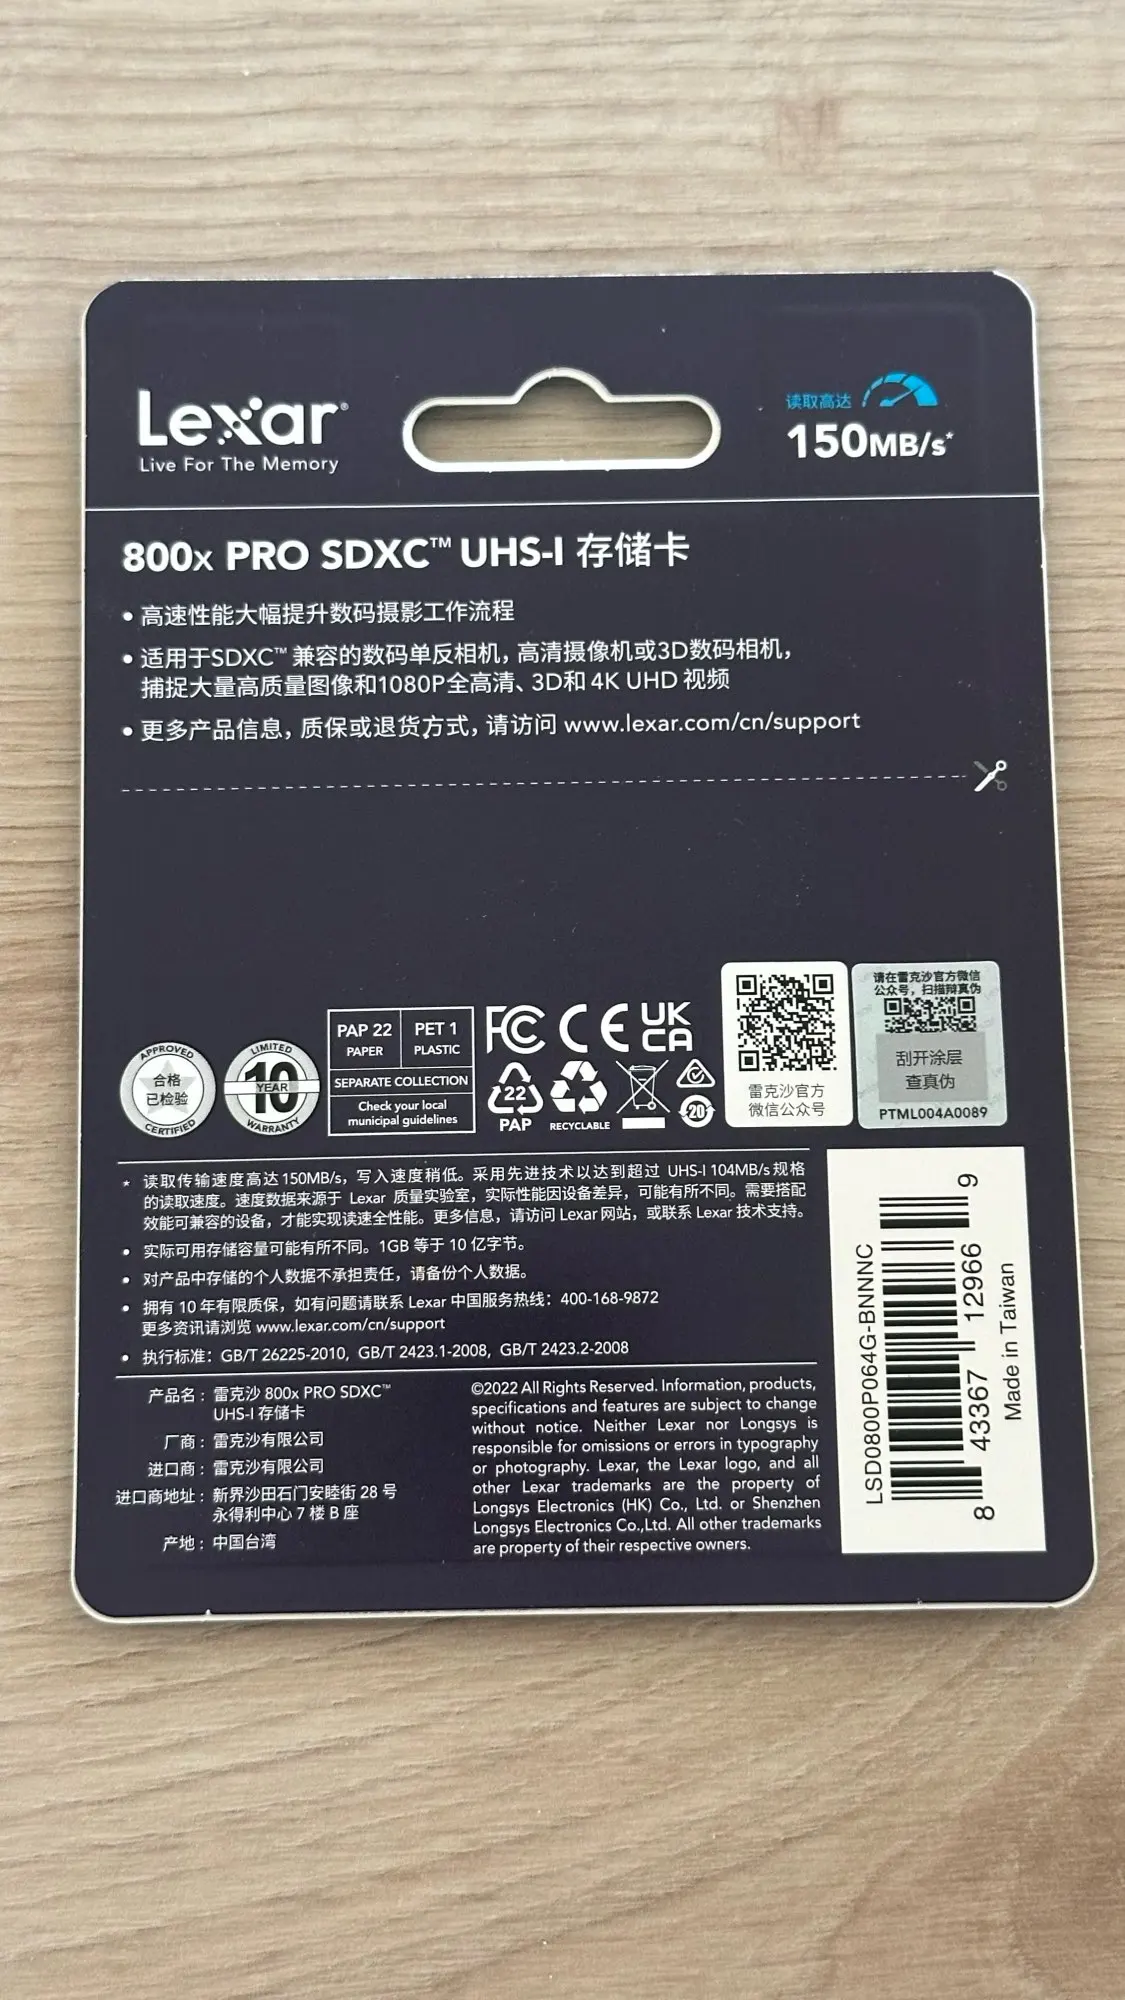 Lexar®
Live For The Memory
读取高达
150MB/s*
800x PRO SDXC™ UHS-I 存储卡
• 高速性能大幅提升数码摄影工作流程
• 适用于SDXC™ 兼容的数码单反相机，高清摄像机或3D数码相机，
捕捉大量高质量图像和1080P全高清、3D和 4K UHD 视频
• 更多产品信息，质保或退货方式，请访问 www.lexar.com/cn/support
APPROVED
合格
已检验
CERTIFIED
LIMITED
10
YEAR
WARRANTY
PAP 22
PAPER
PET 1
PLASTIC
SEPARATE COLLECTION
Check your local
municipal guidelines
FC CE UK
CA
22
PAP
RECYCLABLE
20
雷克沙官方
微信公众号
请在雷克沙官方微信
公众号，扫描辩真伪
刮开涂层
查真伪
PTML004A0089
* 读取传输速度高达 150MB/s，写入速度稍低。采用先进技术以达到超过 UHS-I 104MB/s 规格
的读取速度。速度数据来源于 Lexar 质量实验室，实际性能因设备差异，可能有所不同。需要搭配
效能可兼容的设备，才能实现读速全性能。更多信息，请访问 Lexar 网站，或联系 Lexar 技术支持。
• 实际可用存储容量可能有所不同。1GB 等于 10 亿字节。
• 对产品中存储的个人数据不承担责任，请备份个人数据。
• 拥有 10 年有限质保，如有问题请联系 Lexar 中国服务热线：400-168-9872
更多资讯请浏览 www.lexar.com/cn/support
• 执行标准：GB/T 26225-2010, GB/T 2423.1-2008, GB/T 2423.2-2008
产品名：雷克沙 800x PRO SDXC™
UHS-I 存储卡
厂商：雷克沙有限公司
进口商：雷克沙有限公司
进口商地址：新界沙田石门安睦街 28 号
永得利中心 7 楼 B 座
产地：中国台湾
©2022 All Rights Reserved. Information, products,
specifications and features are subject to change
without notice. Neither Lexar nor Longsys is
responsible for omissions or errors in typography
or photography. Lexar, the Lexar logo, and all
other Lexar trademarks are the property of
Longsys Electronics (HK) Co., Ltd. or Shenzhen
Longsys Electronics Co.,Ltd. All other trademarks
are property of their respective owners.
LSD0800P064G-BNNNC
8 43367 12966 9
Made in Taiwan